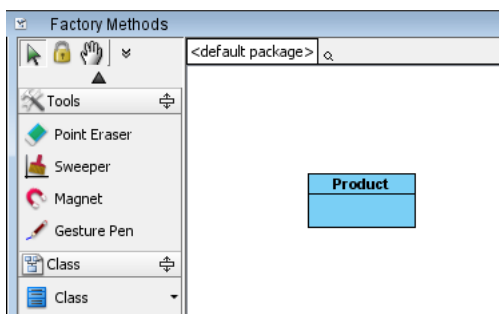 Factory Methods
<default package>
Tools
Point Eraser
Sweeper
Magnet
Gesture Pen
Class
Class
Product